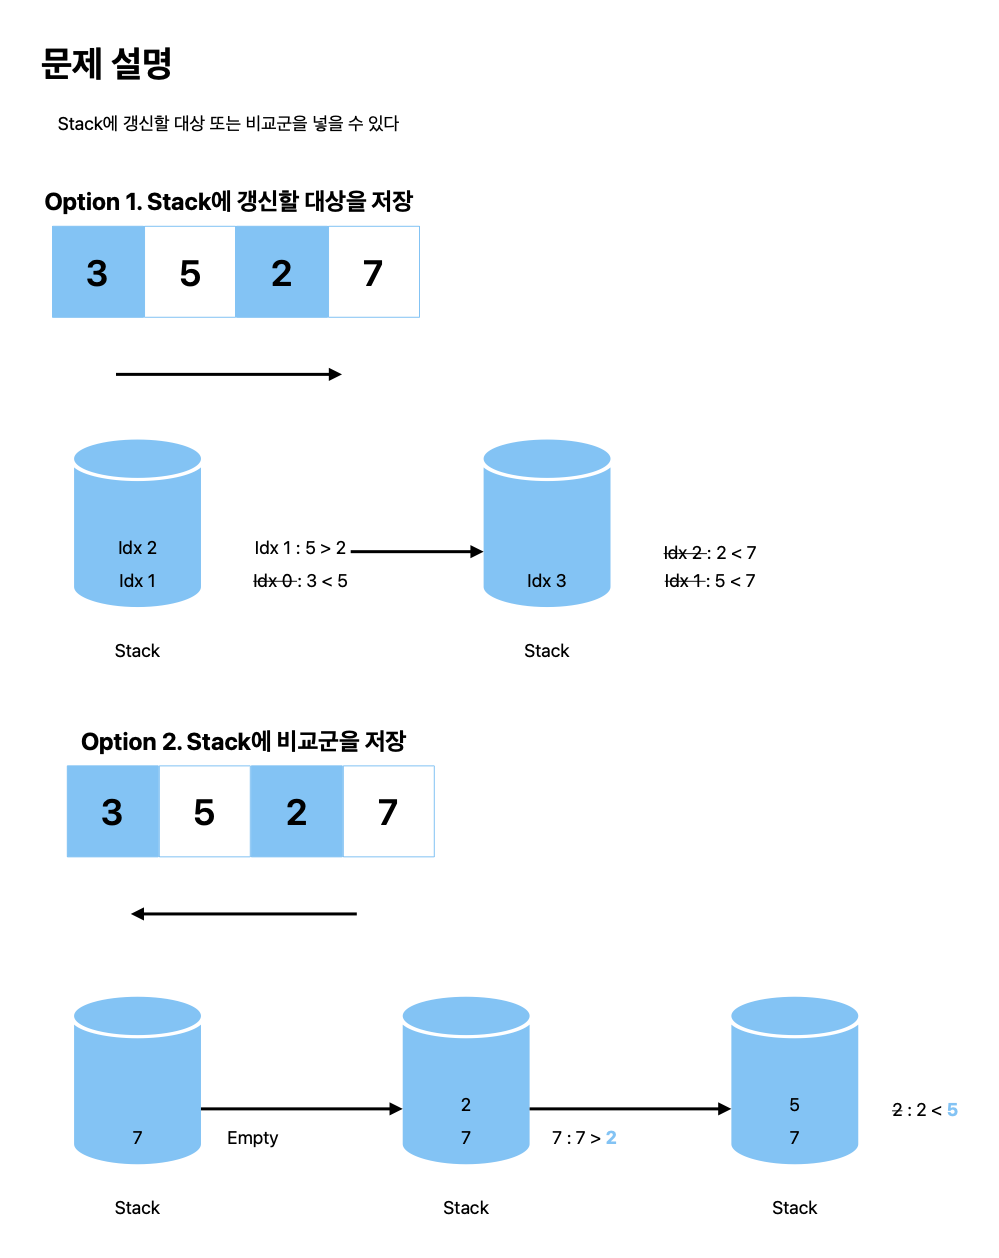 문제 설명
Stack에 갱신할 대상 또는 비교군을 넣을 수 있다
Option 1. Stack에 갱신할 대상을 저장
3 5 2 7
Idx 2
Idx 1
Idx 1 : 5 > 2
Idx 0 : 3 < 5
Idx 3
Idx 2 : 2 < 7
Idx 1 : 5 < 7
Stack
Stack
Option 2. Stack에 비교군을 저장
3 5 2 7
7
Empty
2
7
7 : 7 > 2
5
7
2 : 2 < 5
Stack
Stack
Stack